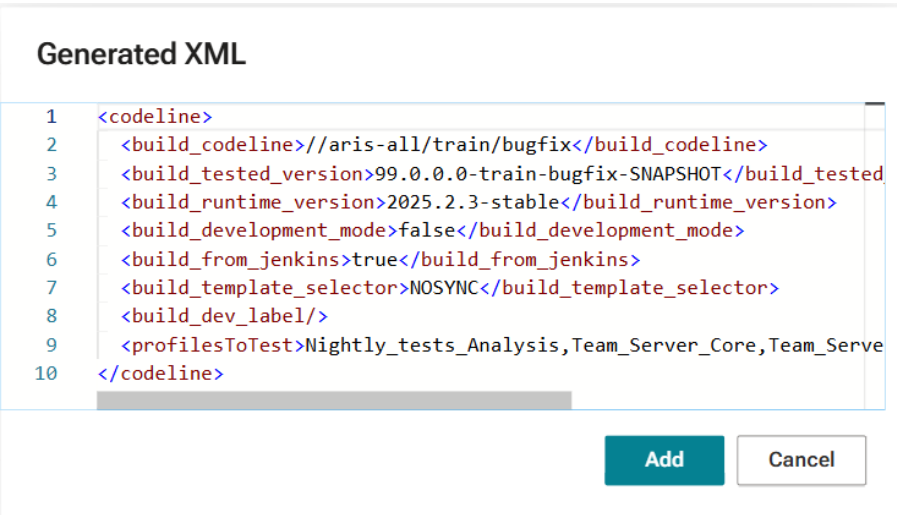 Generated XML
1 <codeline>
2 <build_codeline>//aris-all/train/bugfix</build_codeline>
3 <build_tested_version>99.0.0.0-train-bugfix-SNAPSHOT</build_tested_
4 <build_runtime_version>2025.2.3-stable</build_runtime_version>
5 <build_development_mode>false</build_development_mode>
6 <build_from_jenkins>true</build_from_jenkins>
7 <build_template_selector>NOSYNC</build_template_selector>
8 <build_dev_label/>
9 <profilesToTest>Nightly_tests_Analysis,Team_Server_Core,Team_Serve
10 </codeline>
Add Cancel